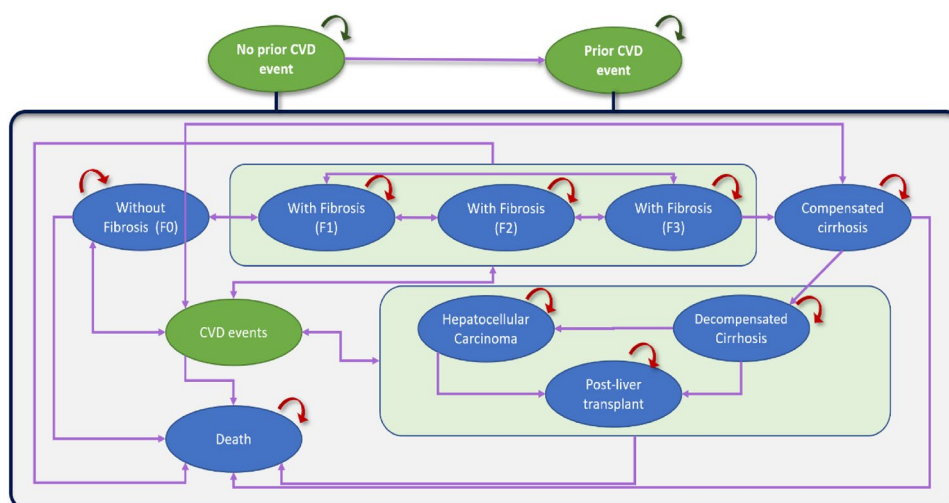 No prior CVD
event
Prior CVD
event
Without
Fibrosis (F0)
With Fibrosis
(F1)
With Fibrosis
(F2)
With Fibrosis
(F3)
Compensated
cirrhosis
CVD events
Hepatocellular
Carcinoma
Decompensated
Cirrhosis
Post-liver
transplant
Death